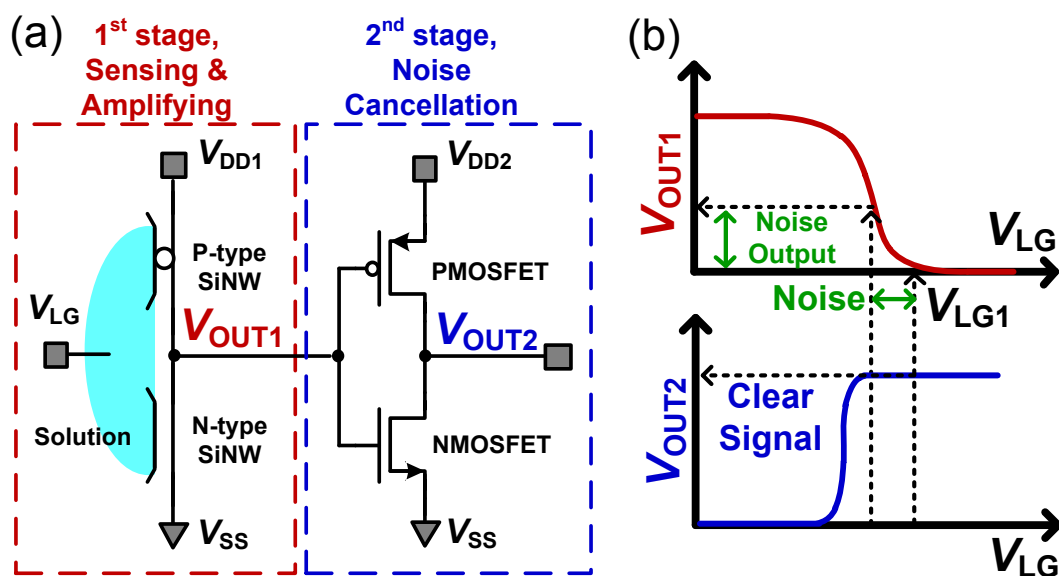 (a)
1st stage,
Sensing &
Amplifying
2nd stage,
Noise
Cancellation
VDD1
VDD2
P-type
SiNW
PMOSFET
VLG
VOUT1
VOUT2
Solution
N-type
SiNW
NMOSFET
VSS
VSS
(b)
VOUT1
Noise
Output
VLG
Noise
VLG1
VOUT2
Clear
Signal
VLG